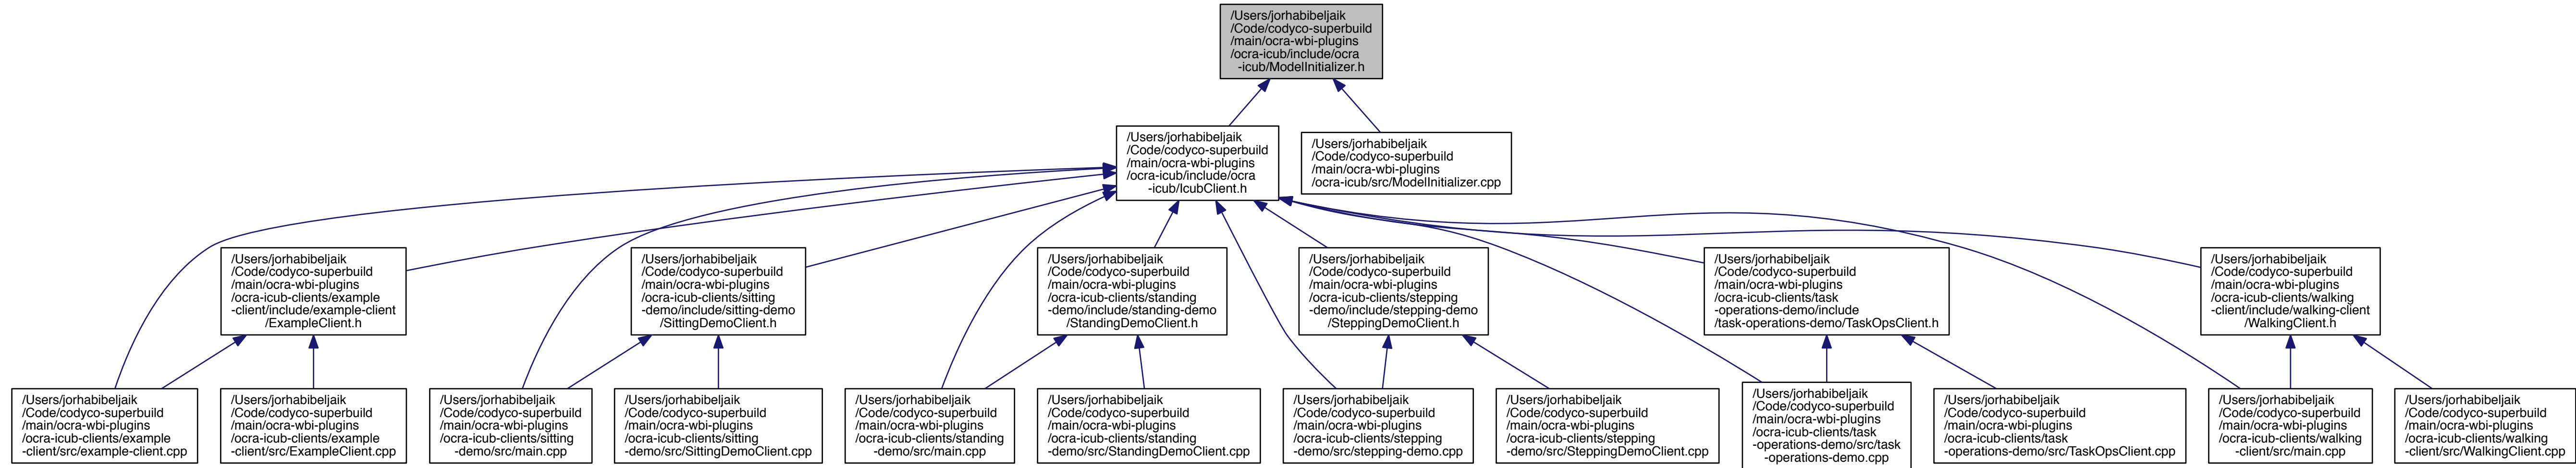 /Users/jorhabibeljaik
/Code/codyco-superbuild
/main/ocra-wbi-plugins
/ocra-icub/include/ocra
-icub/ModelInitializer.h
/Users/jorhabibeljaik
/Code/codyco-superbuild
/main/ocra-wbi-plugins
/ocra-icub/include/ocra
-icub/IcubClient.h
/Users/jorhabibeljaik
/Code/codyco-superbuild
/main/ocra-wbi-plugins
/ocra-icub/src/ModelInitializer.cpp
/Users/jorhabibeljaik
/Code/codyco-superbuild
/main/ocra-wbi-plugins
/ocra-icub-clients/example
-client/include/example-client
/ExampleClient.h
/Users/jorhabibeljaik
/Code/codyco-superbuild
/main/ocra-wbi-plugins
/ocra-icub-clients/sitting
-demo/include/sitting-demo
/SittingDemoClient.h
/Users/jorhabibeljaik
/Code/codyco-superbuild
/main/ocra-wbi-plugins
/ocra-icub-clients/standing
-demo/include/standing-demo
/StandingDemoClient.h
/Users/jorhabibeljaik
/Code/codyco-superbuild
/main/ocra-wbi-plugins
/ocra-icub-clients/stepping
-demo/include/stepping-demo
/SteppingDemoClient.h
/Users/jorhabibeljaik
/Code/codyco-superbuild
/main/ocra-wbi-plugins
/ocra-icub-clients/task
-operations-demo/include
/task-operations-demo/TaskOpsClient.h
/Users/jorhabibeljaik
/Code/codyco-superbuild
/main/ocra-wbi-plugins
/ocra-icub-clients/walking
-client/include/walking-client
/WalkingClient.h
/Users/jorhabibeljaik
/Code/codyco-superbuild
/main/ocra-wbi-plugins
/ocra-icub-clients/example
-client/src/example-client.cpp
/Users/jorhabibeljaik
/Code/codyco-superbuild
/main/ocra-wbi-plugins
/ocra-icub-clients/example
-client/src/ExampleClient.cpp
/Users/jorhabibeljaik
/Code/codyco-superbuild
/main/ocra-wbi-plugins
/ocra-icub-clients/sitting
-demo/src/main.cpp
/Users/jorhabibeljaik
/Code/codyco-superbuild
/main/ocra-wbi-plugins
/ocra-icub-clients/sitting
-demo/src/SittingDemoClient.cpp
/Users/jorhabibeljaik
/Code/codyco-superbuild
/main/ocra-wbi-plugins
/ocra-icub-clients/standing
-demo/src/main.cpp
/Users/jorhabibeljaik
/Code/codyco-superbuild
/main/ocra-wbi-plugins
/ocra-icub-clients/standing
-demo/src/StandingDemoClient.cpp
/Users/jorhabibeljaik
/Code/codyco-superbuild
/main/ocra-wbi-plugins
/ocra-icub-clients/stepping
-demo/src/stepping-demo.cpp
/Users/jorhabibeljaik
/Code/codyco-superbuild
/main/ocra-wbi-plugins
/ocra-icub-clients/stepping
-demo/src/SteppingDemoClient.cpp
/Users/jorhabibeljaik
/Code/codyco-superbuild
/main/ocra-wbi-plugins
/ocra-icub-clients/task
-operations-demo/src/task
-operations-demo.cpp
/Users/jorhabibeljaik
/Code/codyco-superbuild
/main/ocra-wbi-plugins
/ocra-icub-clients/task
-operations-demo/src/TaskOpsClient.cpp
/Users/jorhabibeljaik
/Code/codyco-superbuild
/main/ocra-wbi-plugins
/ocra-icub-clients/walking
-client/src/main.cpp
/Users/jorhabibeljaik
/Code/codyco-superbuild
/main/ocra-wbi-plugins
/ocra-icub-clients/walking
-client/src/WalkingClient.cpp